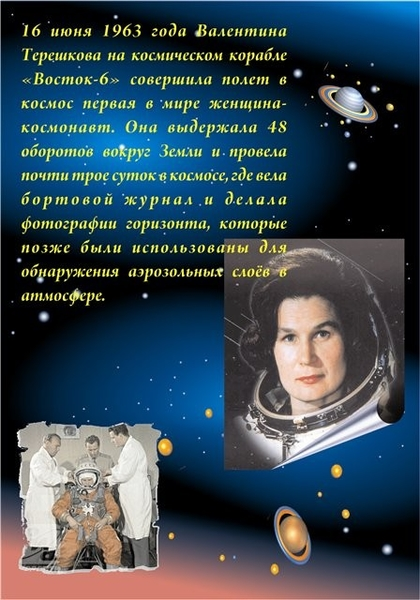 16 июня 1963 года Валентина
Терешкова на космическом корабле
«Восток-6» совершила полет в
космос первая в мире женщина-
космонавт. Она выдержала 48
оборотов вокруг Земли и провела
почти трое суток в космосе, где вела
бортовой журнал и делала
фотографии горизонта, которые
позже были использованы для
обнаружения аэрозольных слоёв в
атмосфере.